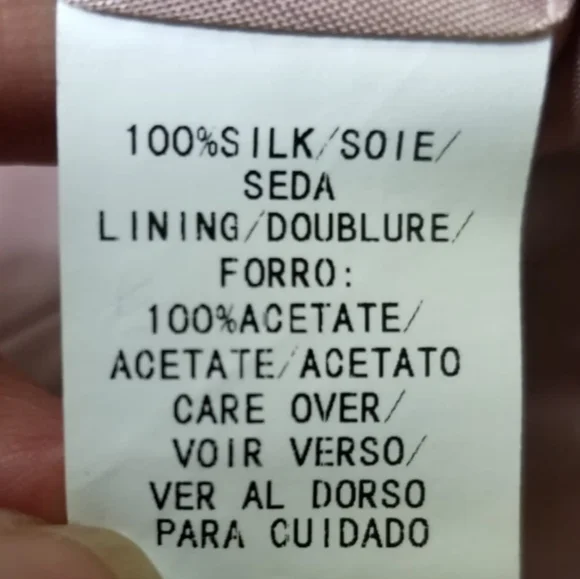 100%SILK/SOIE/
SEDA
LINING/DOUBLURE/
FORRO:
100%ACETATE/
ACETATE/ACETATO
CARE OVER/
VOIR VERSO/
VER AL DORSO
PARA CUIDADO